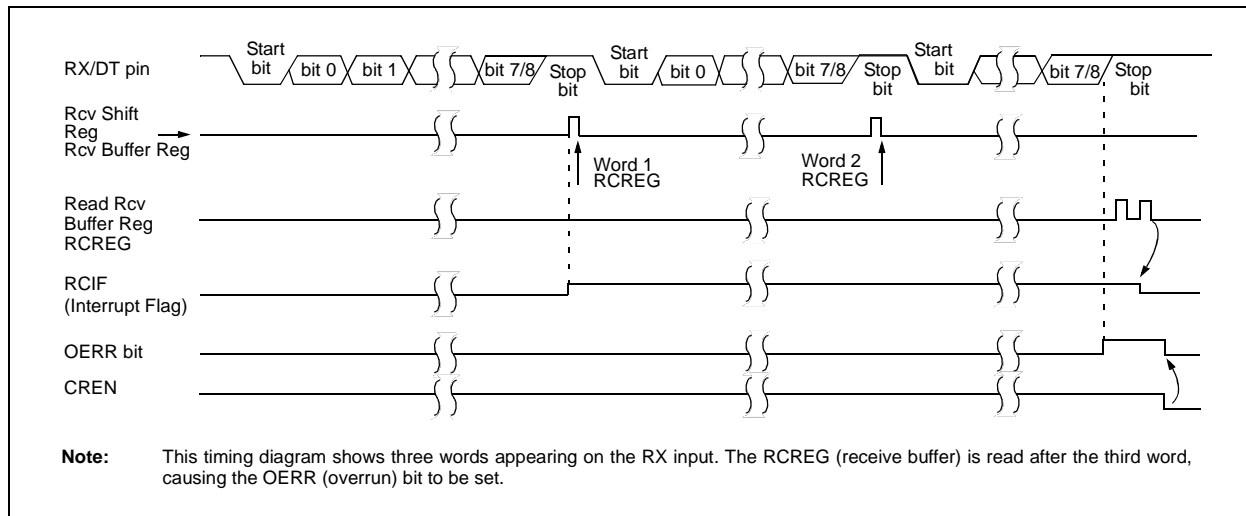 RX/DT pin
Start
bit
bit 0
bit 1
bit 7/8
Stop
bit
Start
bit
bit 0
bit 7/8
Stop
bit
Start
bit
bit 7/8
Stop
bit
Rcv Shift
Reg
Rcv Buffer Reg
Word 1
RCREG
Word 2
RCREG
Read Rcv
Buffer Reg
RCREG
RCIF
(Interrupt Flag)
OERR bit
CREN
Note: This timing diagram shows three words appearing on the RX input. The RCREG (receive buffer) is read after the third word,
causing the OERR (overrun) bit to be set.